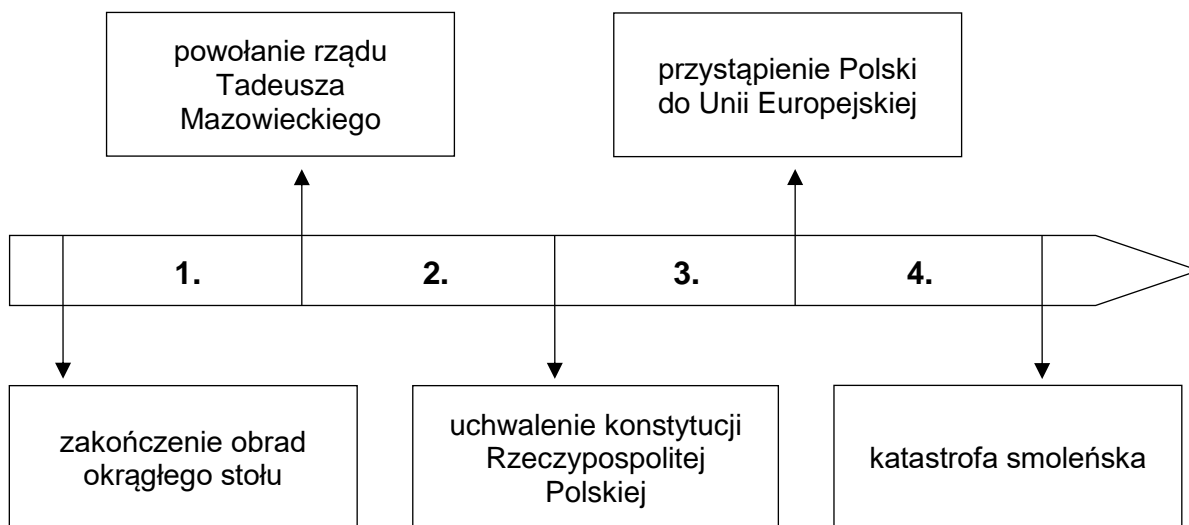 powołanie rządu
Tadeusza
Mazowieckiego
przystąpienie Polski
do Unii Europejskiej
1.
2.
3.
4.
zakończenie obrad
okrągłego stołu
uchwalenie konstytucji
Rzeczypospolitej
Polskiej
katastrofa smoleńska